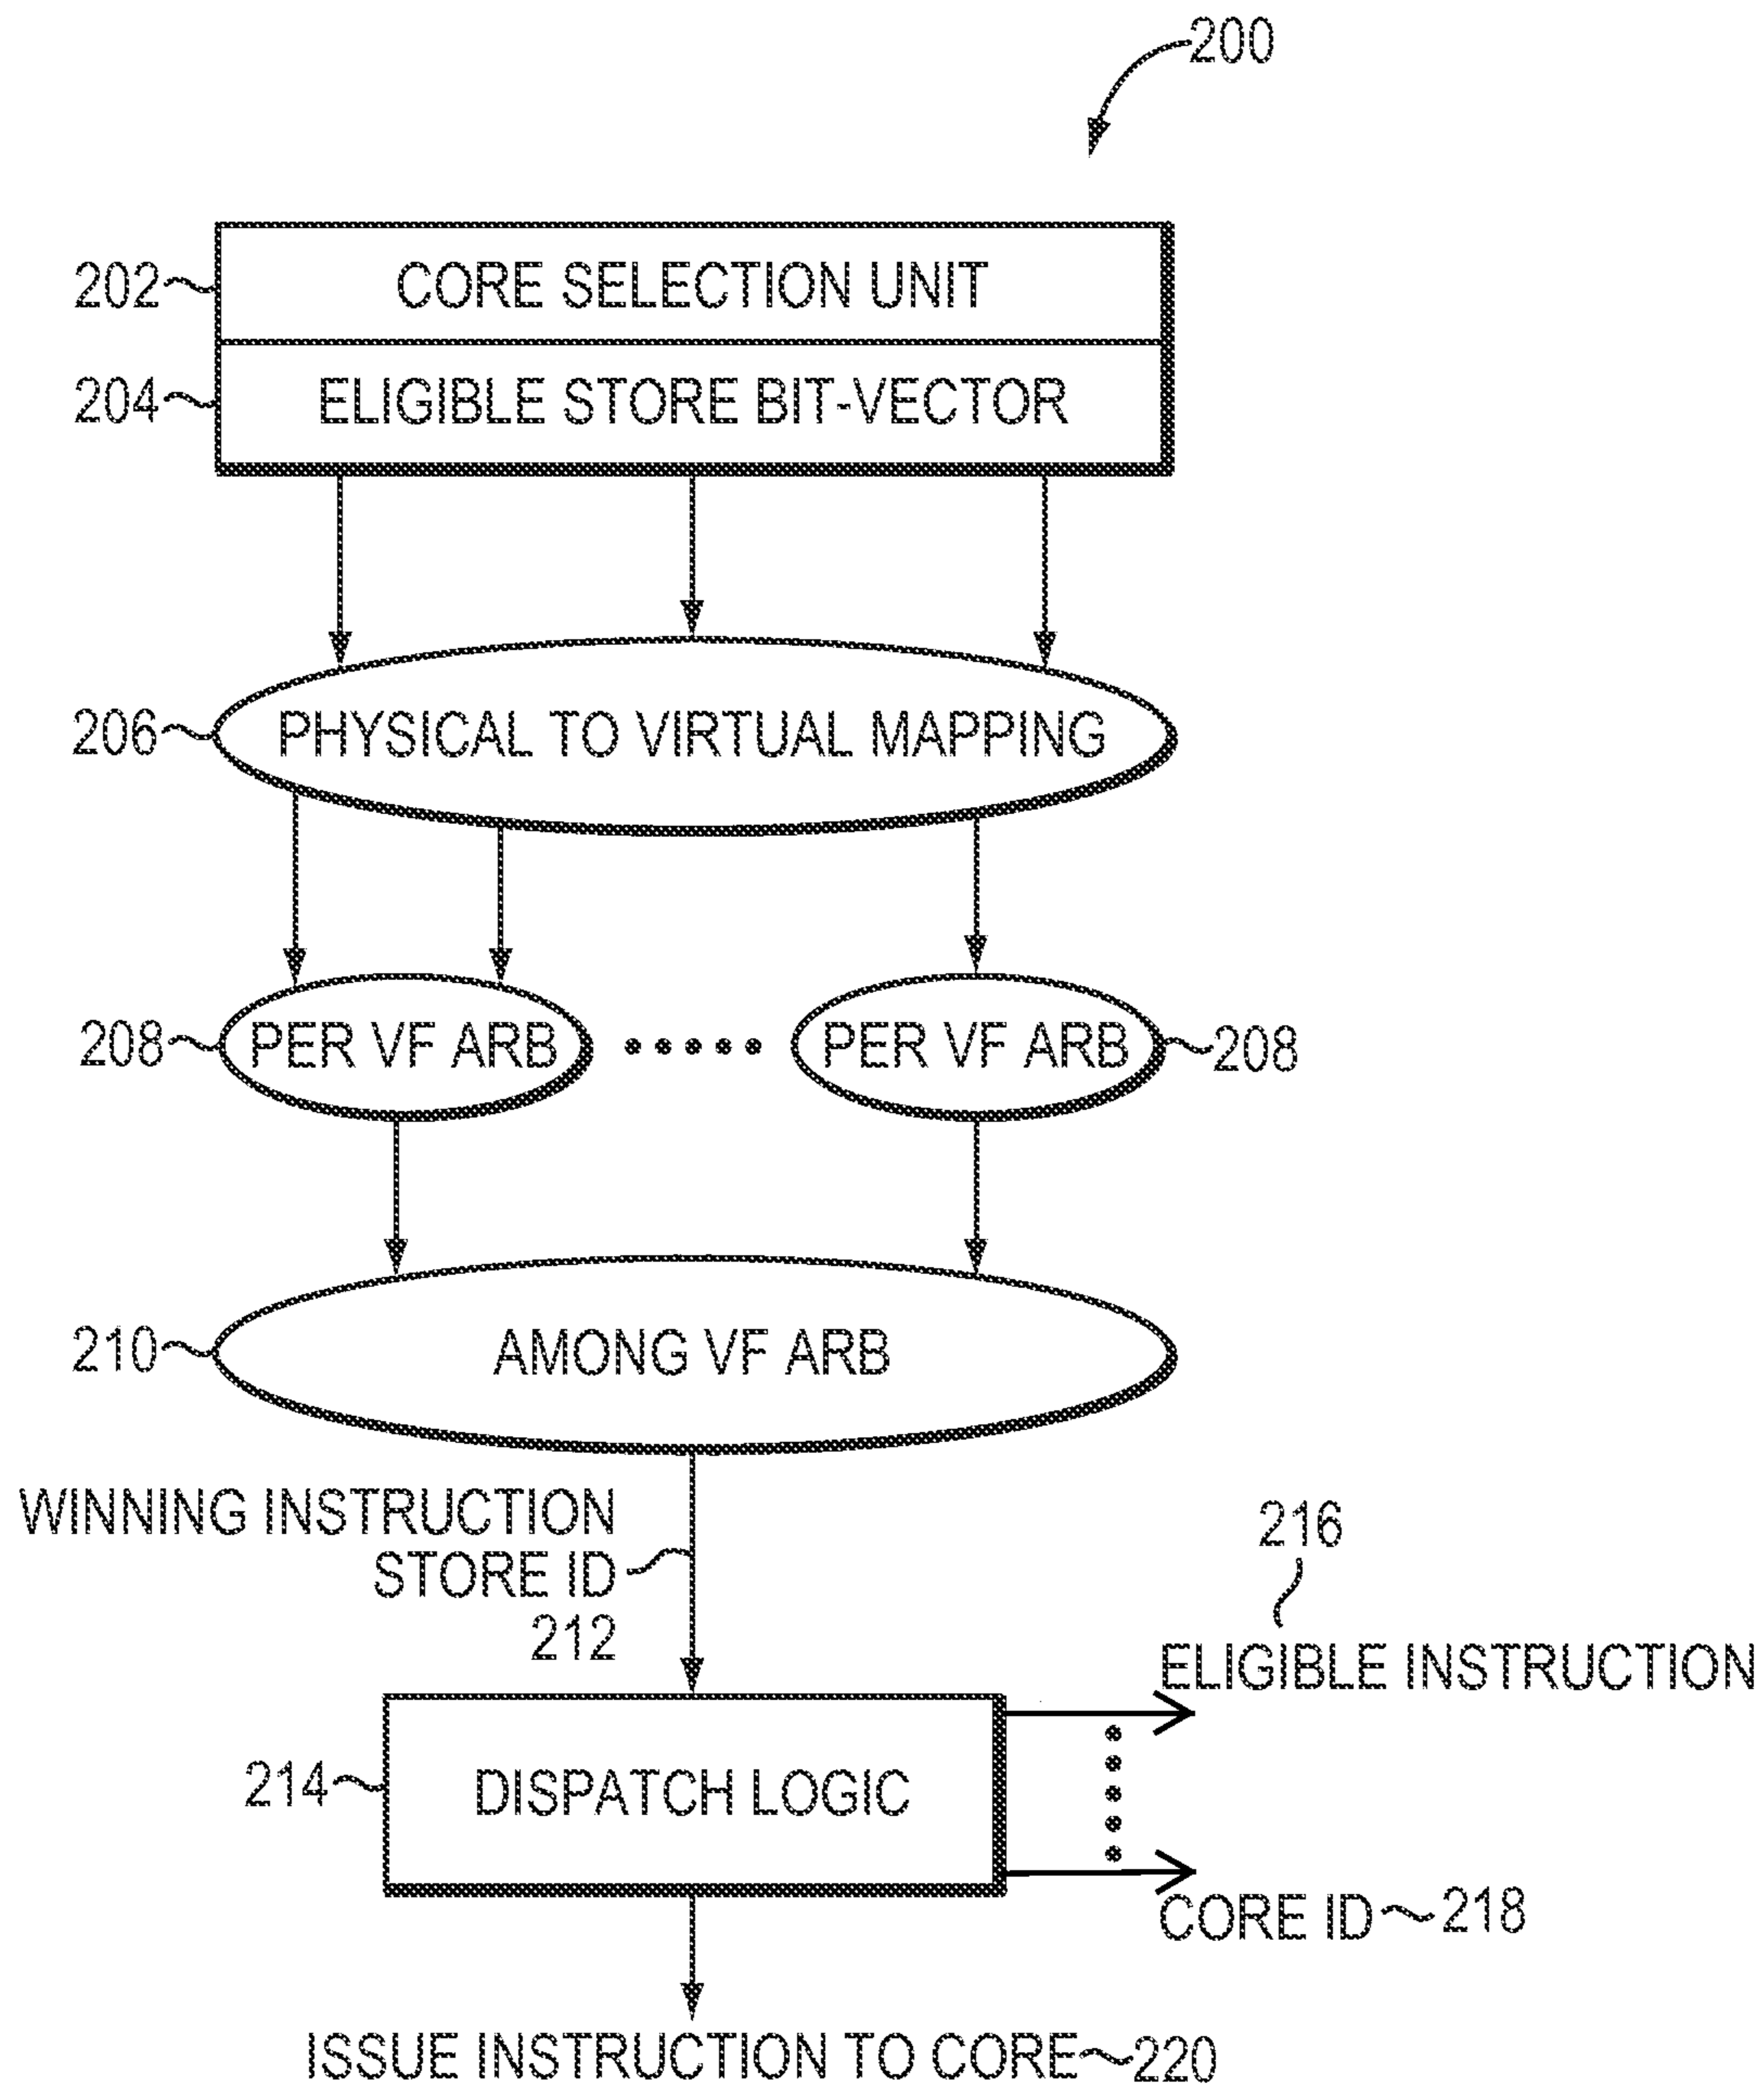 200
202 CORE SELECTION UNIT
204 ELIGIBLE STORE BIT-VECTOR
206 PHYSICAL TO VIRTUAL MAPPING
208 PER VF ARB PER VF ARB 208
210 AMONG VF ARB
WINNING INSTRUCTION
STORE ID
212
216
ELIGIBLE INSTRUCTION
214 DISPATCH LOGIC
CORE ID 218
ISSUE INSTRUCTION TO CORE 220